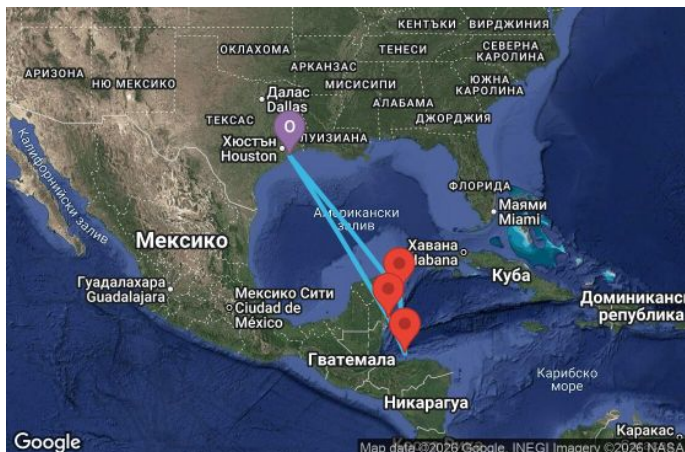 КЕНТЪКИ
ВИРДЖИНИЯ
ОКЛАХОМА
ТЕНЕСИ
СЕВЕРНА
КАРОЛИНА
АРИЗОНА
НЮ МЕКСИКО
АРКАНЗАС
МИСИСИПИ
ЮЖНА
КАРОЛИНА
Далас
Dallas
АЛАБАМА
ТЕКСАС
ДЖОРДЖИЯ
O
ЛУИЗИАНА
Хюстън
Houston
Калифорнийски залив
ФЛОРИДА
Маями
Miami
Американски
залив
Мексико
Хавана
Habana
Куба
Гуадалахара
Guadalajara
Мексико Сити
Ciudad de
México
Доминиканск
република
Гватемала
Карибско
море
Никарагуа
Каракас
Google
Map data ©2026 Google, INEGI Imagery ©2026 NASA